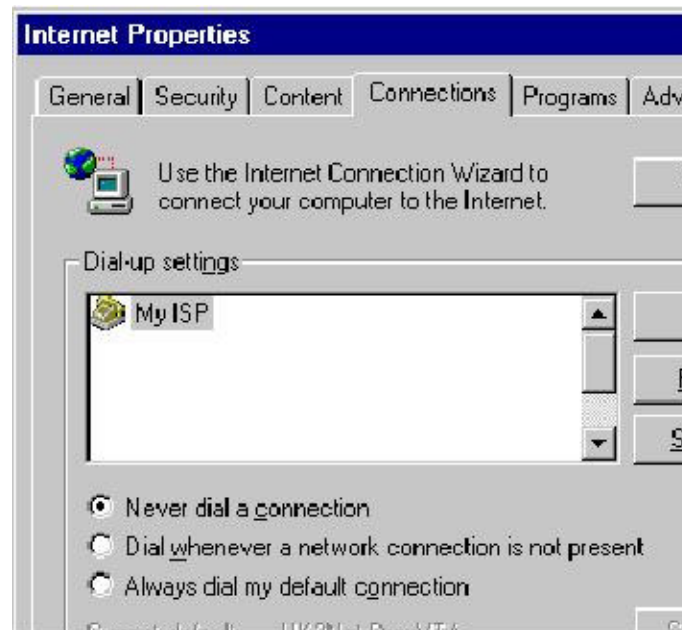 Internet Properties
General Security Content Connections Programs Adv
Use the Internet Connection Wizard to
connect your computer to the Internet.
Dial-up settings
My ISP
S
Never dial a connection
Dial whenever a network connection is not present
Always dial my default connection